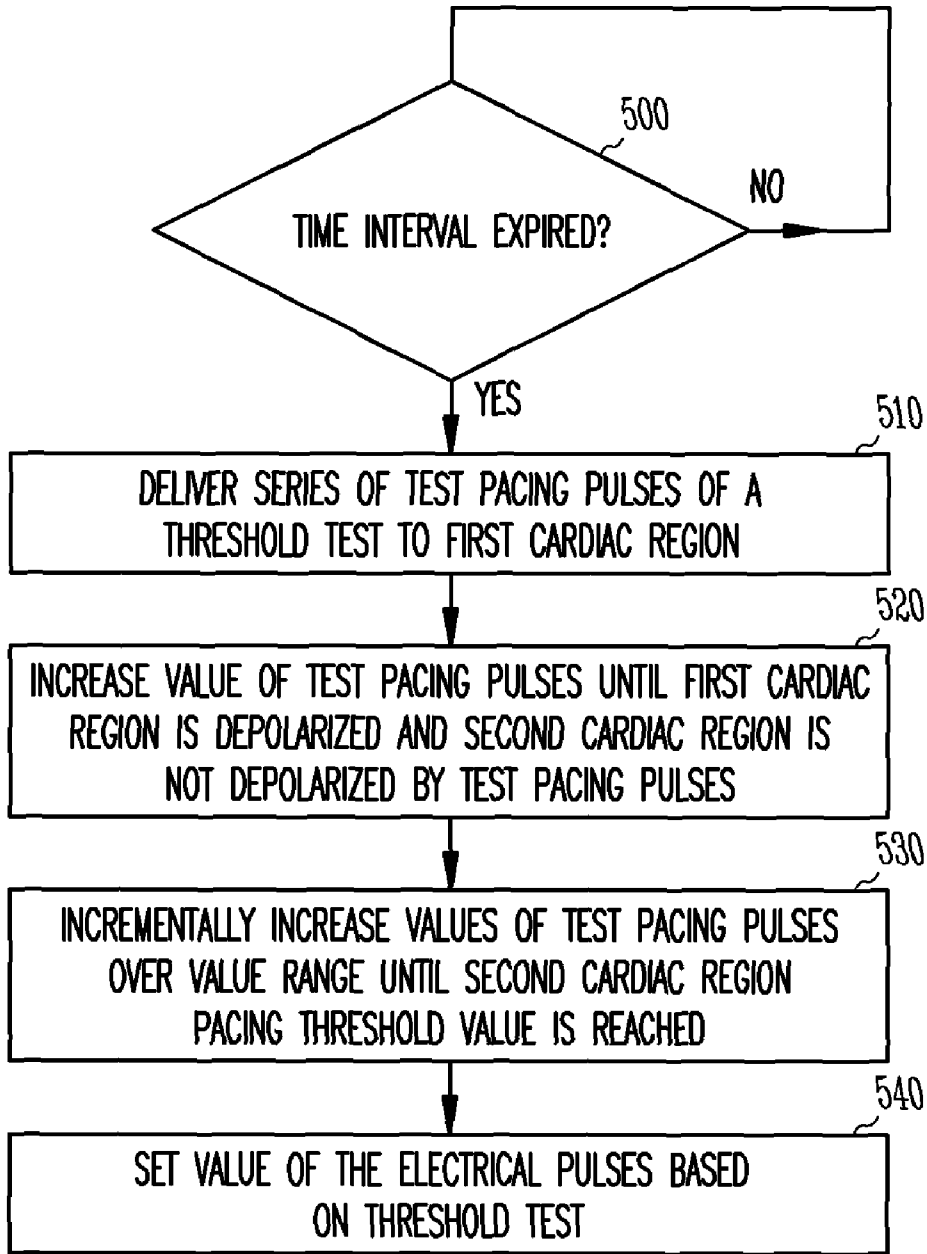 500
TIME INTERVAL EXPIRED?
NO
YES
510
DELIVER SERIES OF TEST PACING PULSES OF A
THRESHOLD TEST TO FIRST CARDIAC REGION
520
INCREASE VALUE OF TEST PACING PULSES UNTIL FIRST CARDIAC
REGION IS DEPOLARIZED AND SECOND CARDIAC REGION IS
NOT DEPOLARIZED BY TEST PACING PULSES
530
INCREMENTALLY INCREASE VALUES OF TEST PACING PULSES
OVER VALUE RANGE UNTIL SECOND CARDIAC REGION
PACING THRESHOLD VALUE IS REACHED
540
SET VALUE OF THE ELECTRICAL PULSES BASED
ON THRESHOLD TEST